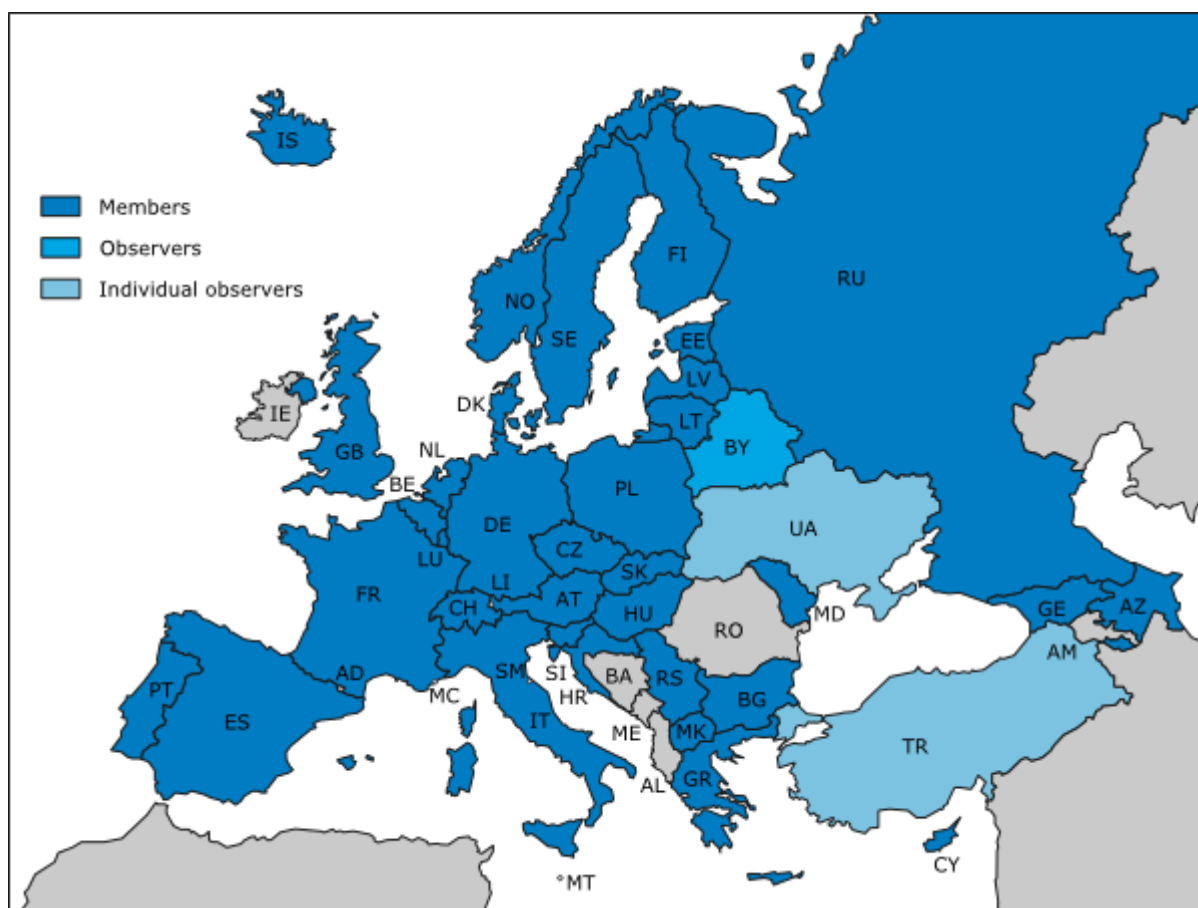 IS
Members
Observers
Individual observers
FI
RU
NO
SE
EE
LV
DK
IE
LT
GB
NL
BY
BE
PL
DE
UA
CZ
LU
SK
LI
FR
AT
CH
HU
MD
GE
AZ
RO
AM
AD
SM
SI
BA
RS
PT
MC
HR
BG
ES
IT
ME
MK
TR
AL
GR
CY
°MT